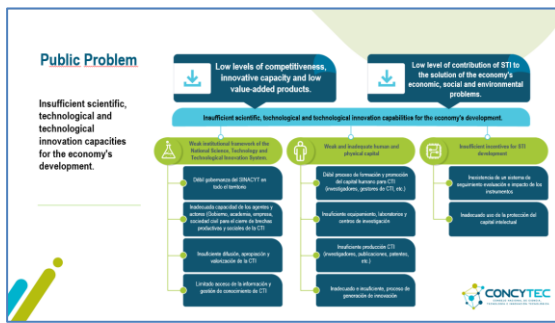 Public Problem
Insufficient scientific,
technological and
technological
innovation capacities
for the economy's
development.
Low levels of competitiveness,
innovative capacity and low
value-added products.
Low level of contribution of STI to
the solution of the economy's
economic, social and environmental
problems.
Insufficient scientific, technological and technological innovation capabilities for the economy's development.
Weak institutional framework of the
National Science, Technology and
Technological Innovation System.
Débil gobernanza del SINACYT en
todo el territorio
Inadecuada capacidad de los agentes y
actores (Gobierno, academia, empresa,
sociedad civil para el cierre de brechas
productivas y sociales de la CTI
Insuficiente difusión, apropiación y
valorización de la CTI
Limitado acceso de la información y
gestión de conocimiento de CTI
Weak and inadequate human and
physical capital
Débil proceso de formación y promoción
del capital humano para CTI
(investigadores, gestores de CTI, etc.)
Insuficiente equipamiento, laboratorios y
centros de investigación
Insuficiente producción CTI
(investigadores, publicaciones, patentes,
etc.)
Inadecuado e insuficiente, proceso de
generación de innovación
Insufficient incentives for STI
development
Inexistencia de un sistema de
seguimiento evaluación e impacto de los
instrumentos
Inadecuado uso de la protección del
capital intelectual
CONCYTEC